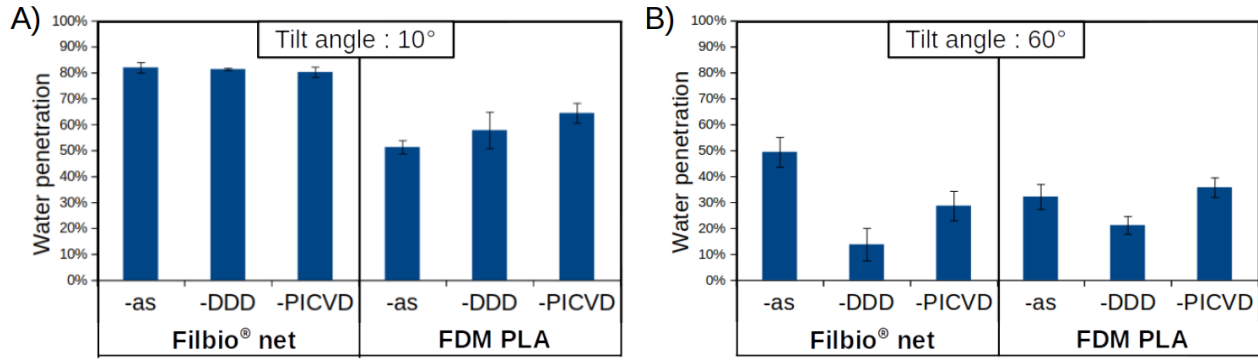 A)
Tilt angle : 10°
Water penetration
100%
90%
80%
70%
60%
50%
40%
30%
20%
10%
0%
-as -DDD -PICVD -as -DDD -PICVD
Filbio® net FDM PLA
B)
Tilt angle : 60°
Water penetration
100%
90%
80%
70%
60%
50%
40%
30%
20%
10%
0%
-as -DDD -PICVD -as -DDD -PICVD
Filbio® net FDM PLA